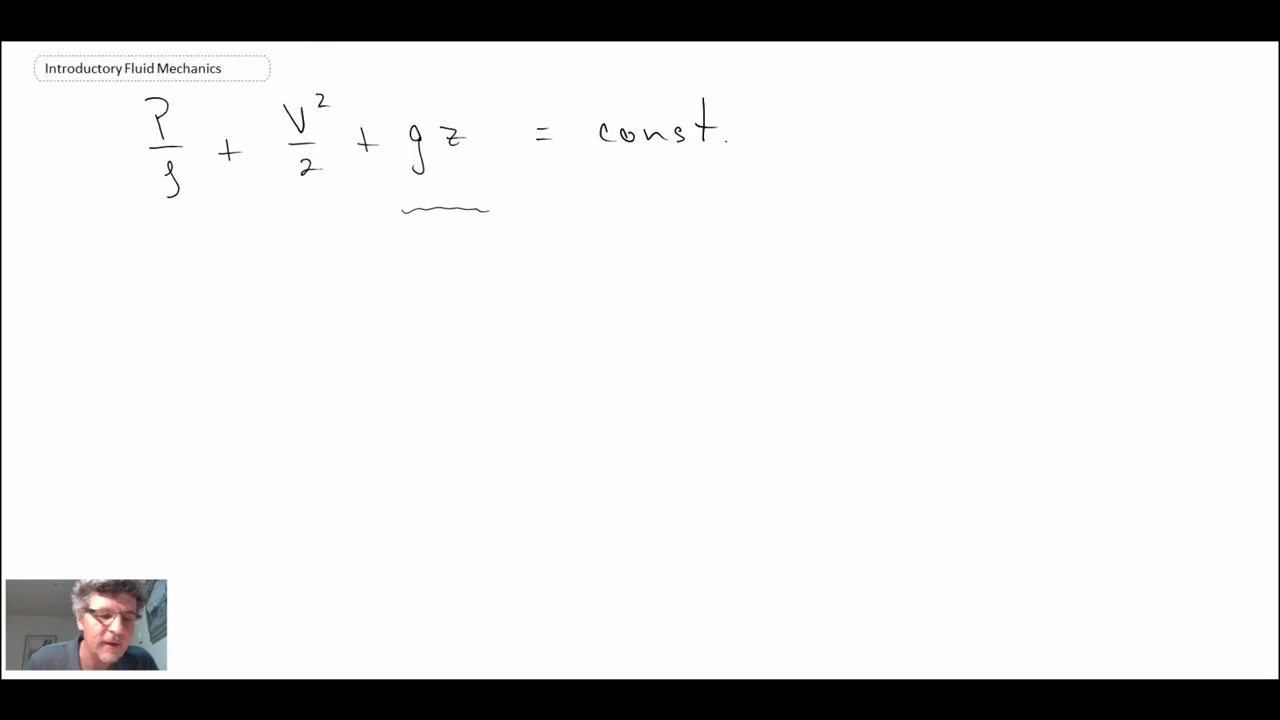 Introductory Fluid Mechanics
P/ρ + V²/2 + gz = const.